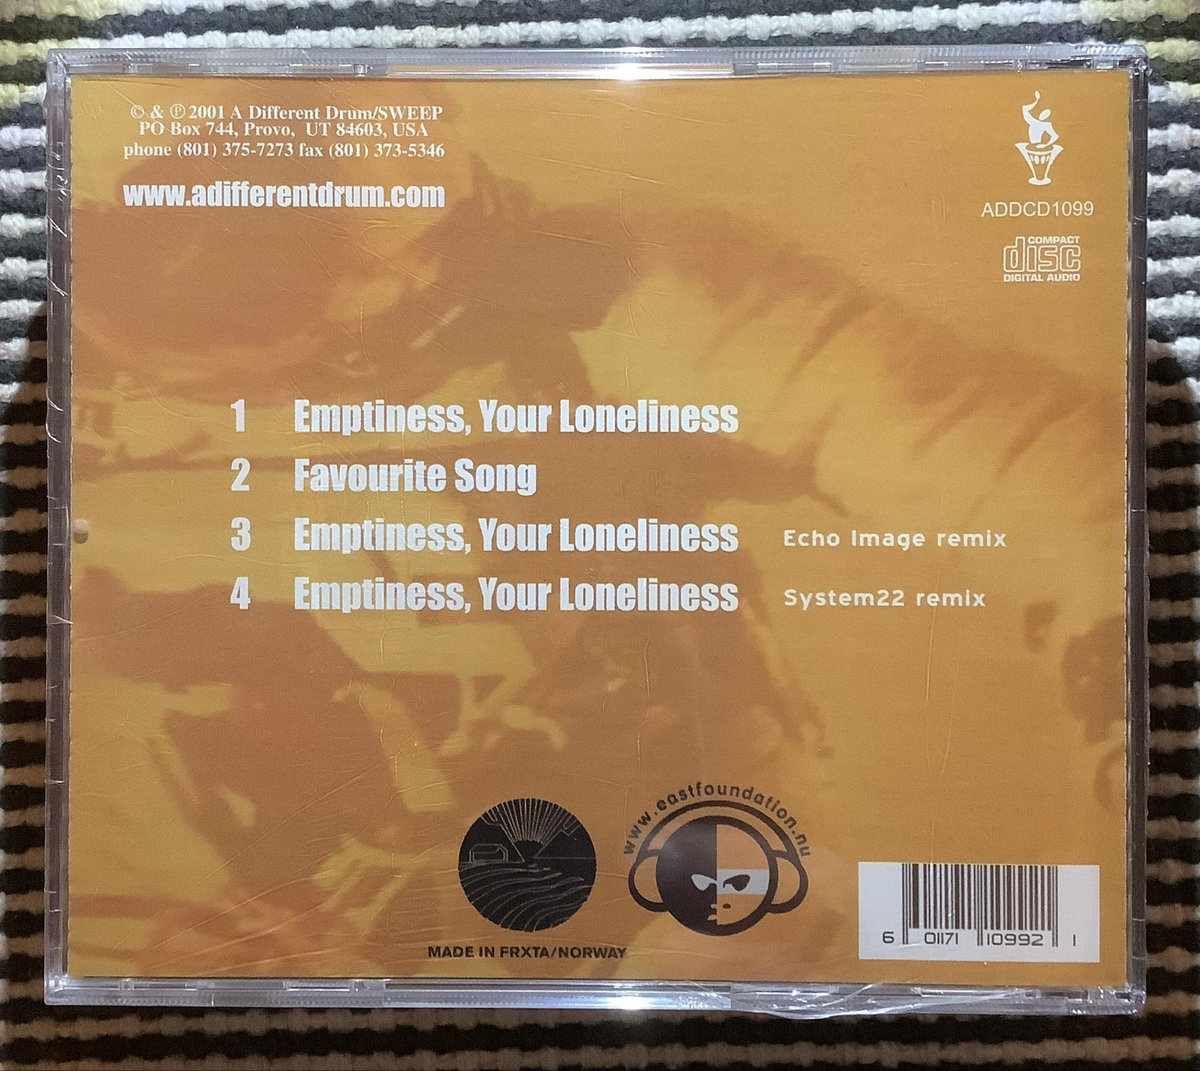 © & ℗ 2001 A Different Drum/SWEEP
PO Box 744, Provo, UT 84603, USA
phone (801) 375-7273 fax (801) 373-5346
www.adifferentdrum.com
ADDCD1099
COMPACT
disc
DIGITAL AUDIO
1 Emptiness, Your Loneliness
2 Favourite Song
3 Emptiness, Your Loneliness Echo Image remix
4 Emptiness, Your Loneliness System22 remix
www.eastfoundation.nu
MADE IN FRXTA/NORWAY
6 01171 10992 1